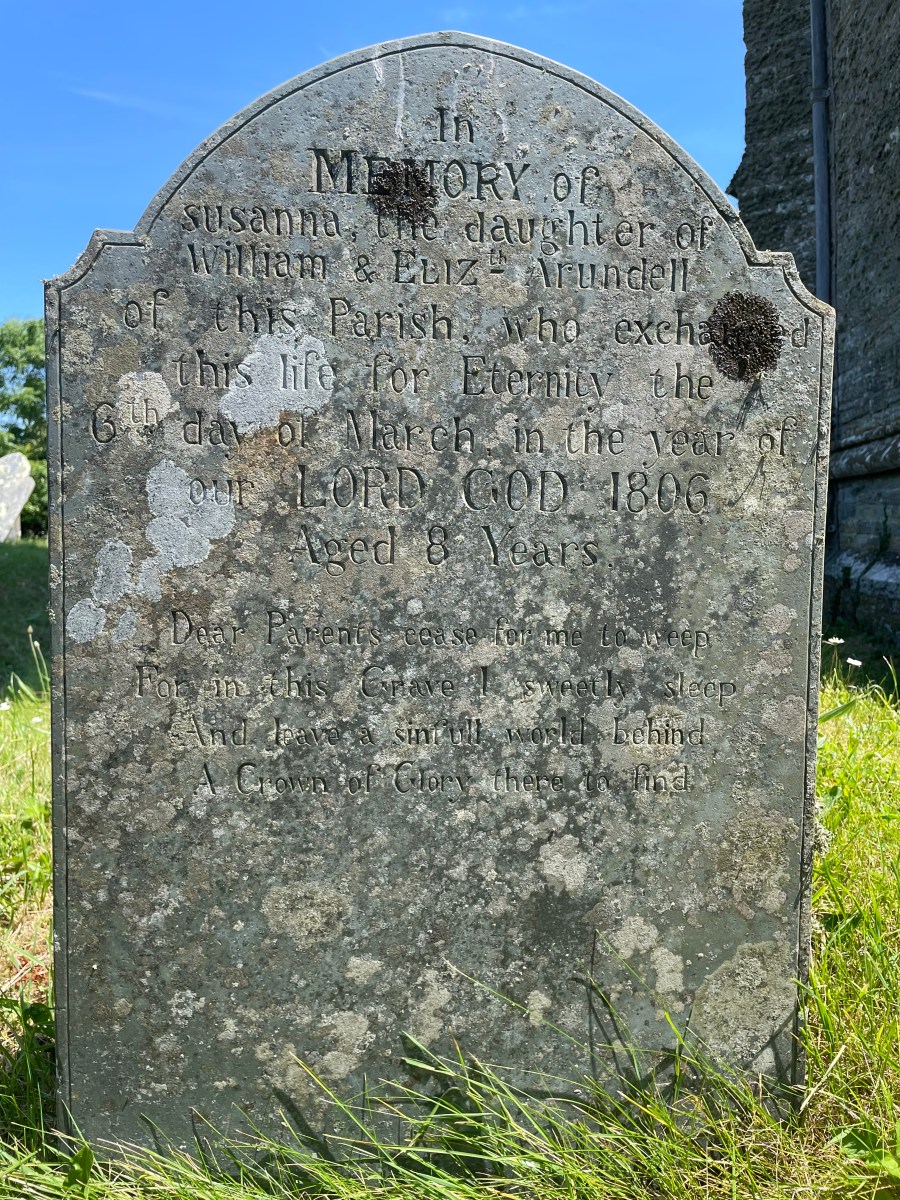 In
MEMORY of
susanna, the daughter of
William & ELIZth Arundell
of this Parish, who exchanged
this life for Eternity the
6th day of March, in the year of
our LORD GOD 1806
Aged 8 Years.
Dear Parents cease for me to weep
For in this Grave I sweetly sleep
And leave a sinfull world behind
A Crown of Glory there to find